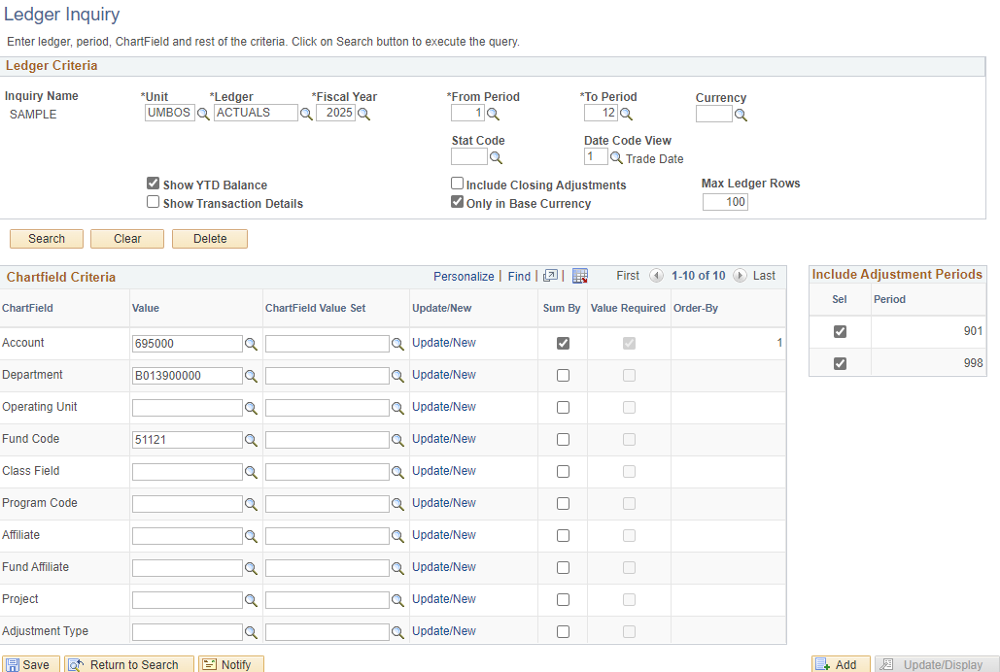 Ledger Inquiry
Enter ledger, period, ChartField and rest of the criteria. Click on Search button to execute the query.
Ledger Criteria
Inquiry Name *Unit *Ledger *Fiscal Year *From Period *To Period Currency
SAMPLE UMBOS ACTUALS 2025 1 12
Stat Code Date Code View
1 Trade Date
Show YTD Balance Include Closing Adjustments Max Ledger Rows
Show Transaction Details Only in Base Currency 100
Search Clear Delete
Chartfield Criteria Personalize | Find | | First 1-10 of 10 Last
ChartField Value ChartField Value Set Update/New Sum By Value Required Order-By
Account 695000 Update/New 1
Department B013900000 Update/New
Operating Unit Update/New
Fund Code 51121 Update/New
Class Field Update/New
Program Code Update/New
Affiliate Update/New
Fund Affiliate Update/New
Project Update/New
Adjustment Type Update/New
Include Adjustment Periods
Sel Period
901
998
Save Return to Search Notify Add Update/Display